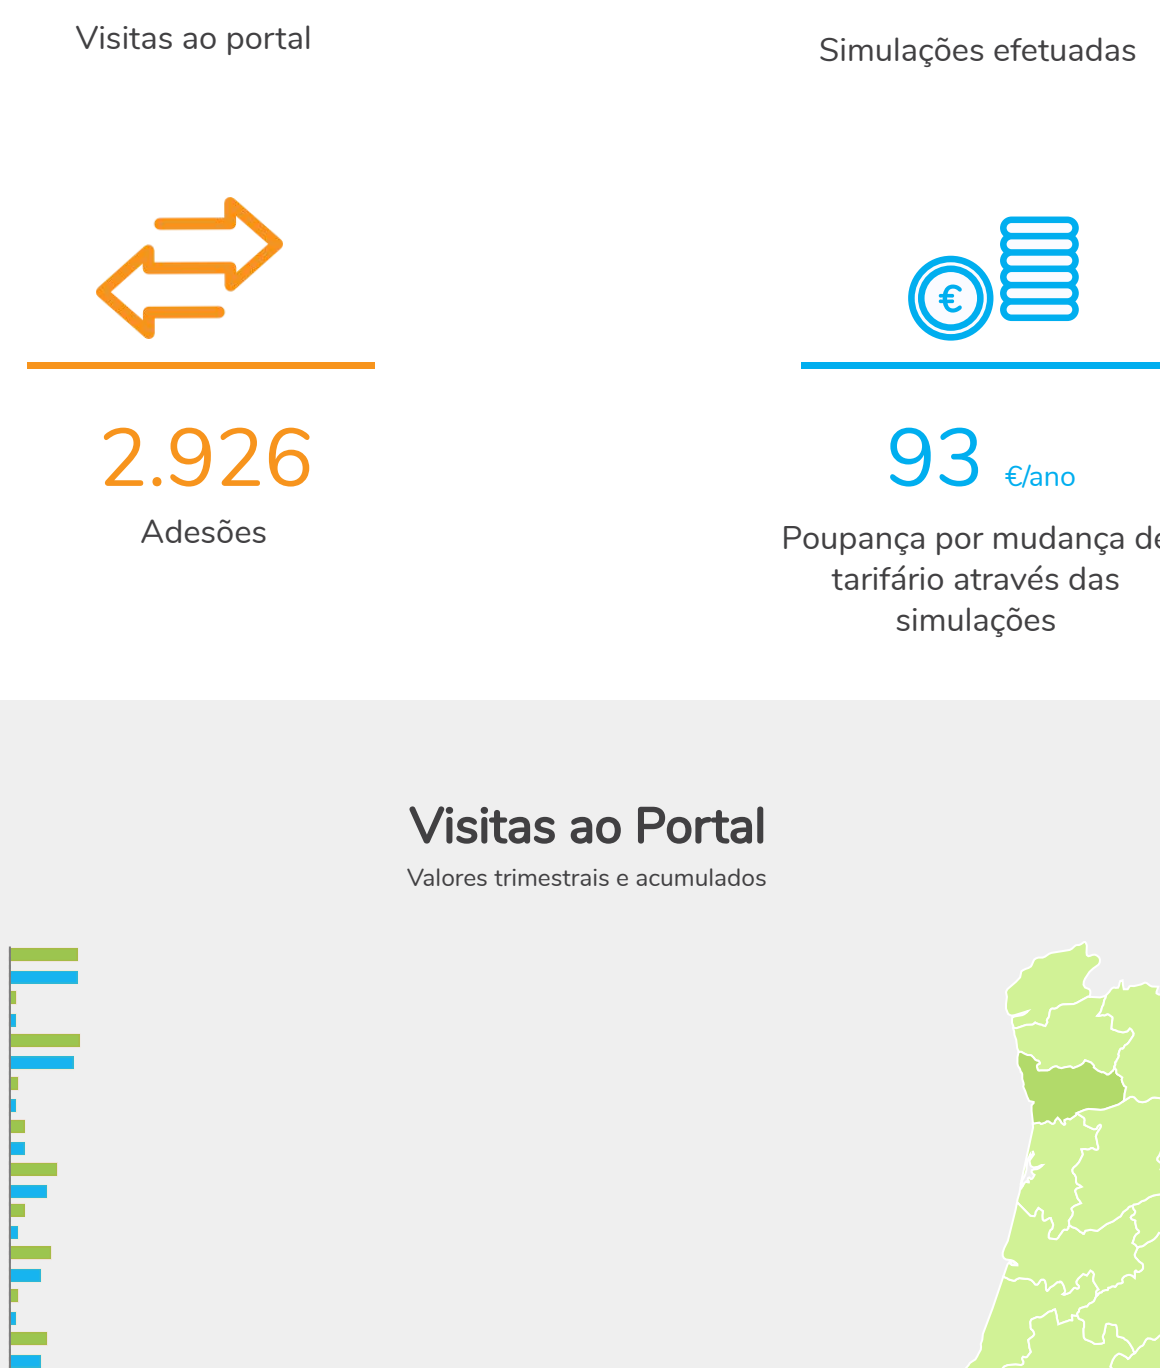 Visitas ao portal
Simulações efetuadas
€
2.926
Adesões
93 €/ano
Poupança por mudança de
tarifário através das
simulações
Visitas ao Portal
Valores trimestrais e acumulados